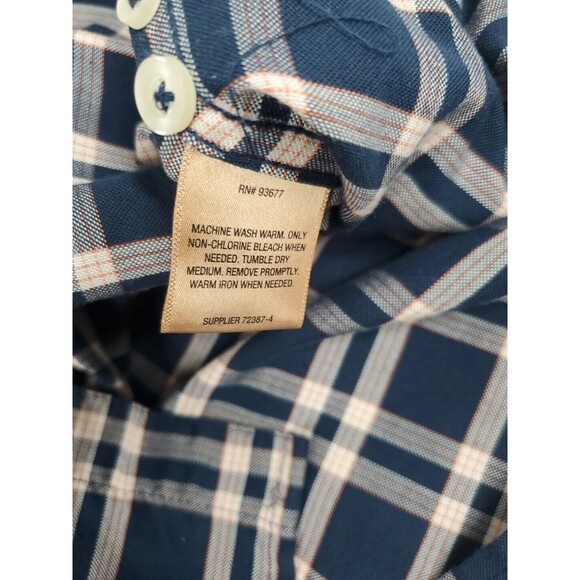 RN# 93677
MACHINE WASH WARM. ONLY
NON-CHLORINE BLEACH WHEN
NEEDED. TUMBLE DRY
MEDIUM. REMOVE PROMPTLY.
WARM IRON WHEN NEEDED.
SUPPLIER 72387-4